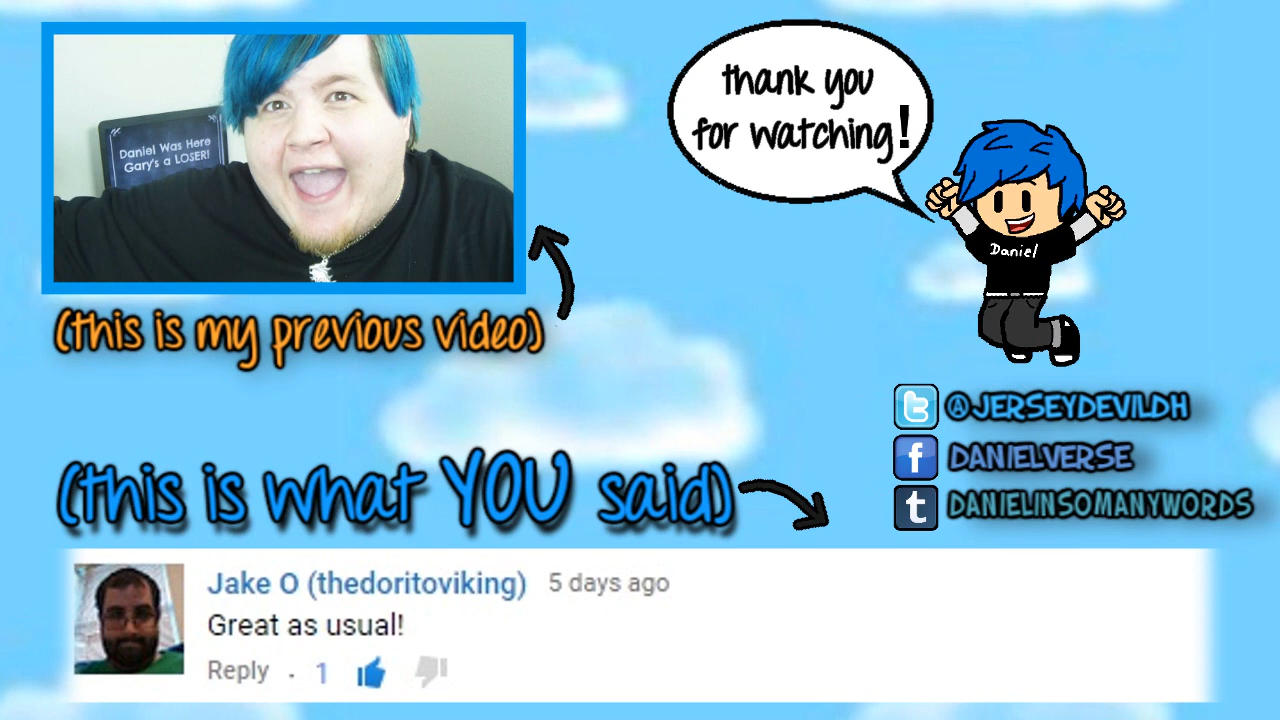 Daniel Was Here
Gary's a LOSER!
thank you
for watching!
Daniel
(this is my previous video)
@JERSEYDEVILDH
DANIELVERSE
DANIELINSOMANYWORDS
(this is what YOU said)
Jake O (thedoritoviking) 5 days ago
Great as usual!
Reply · 1